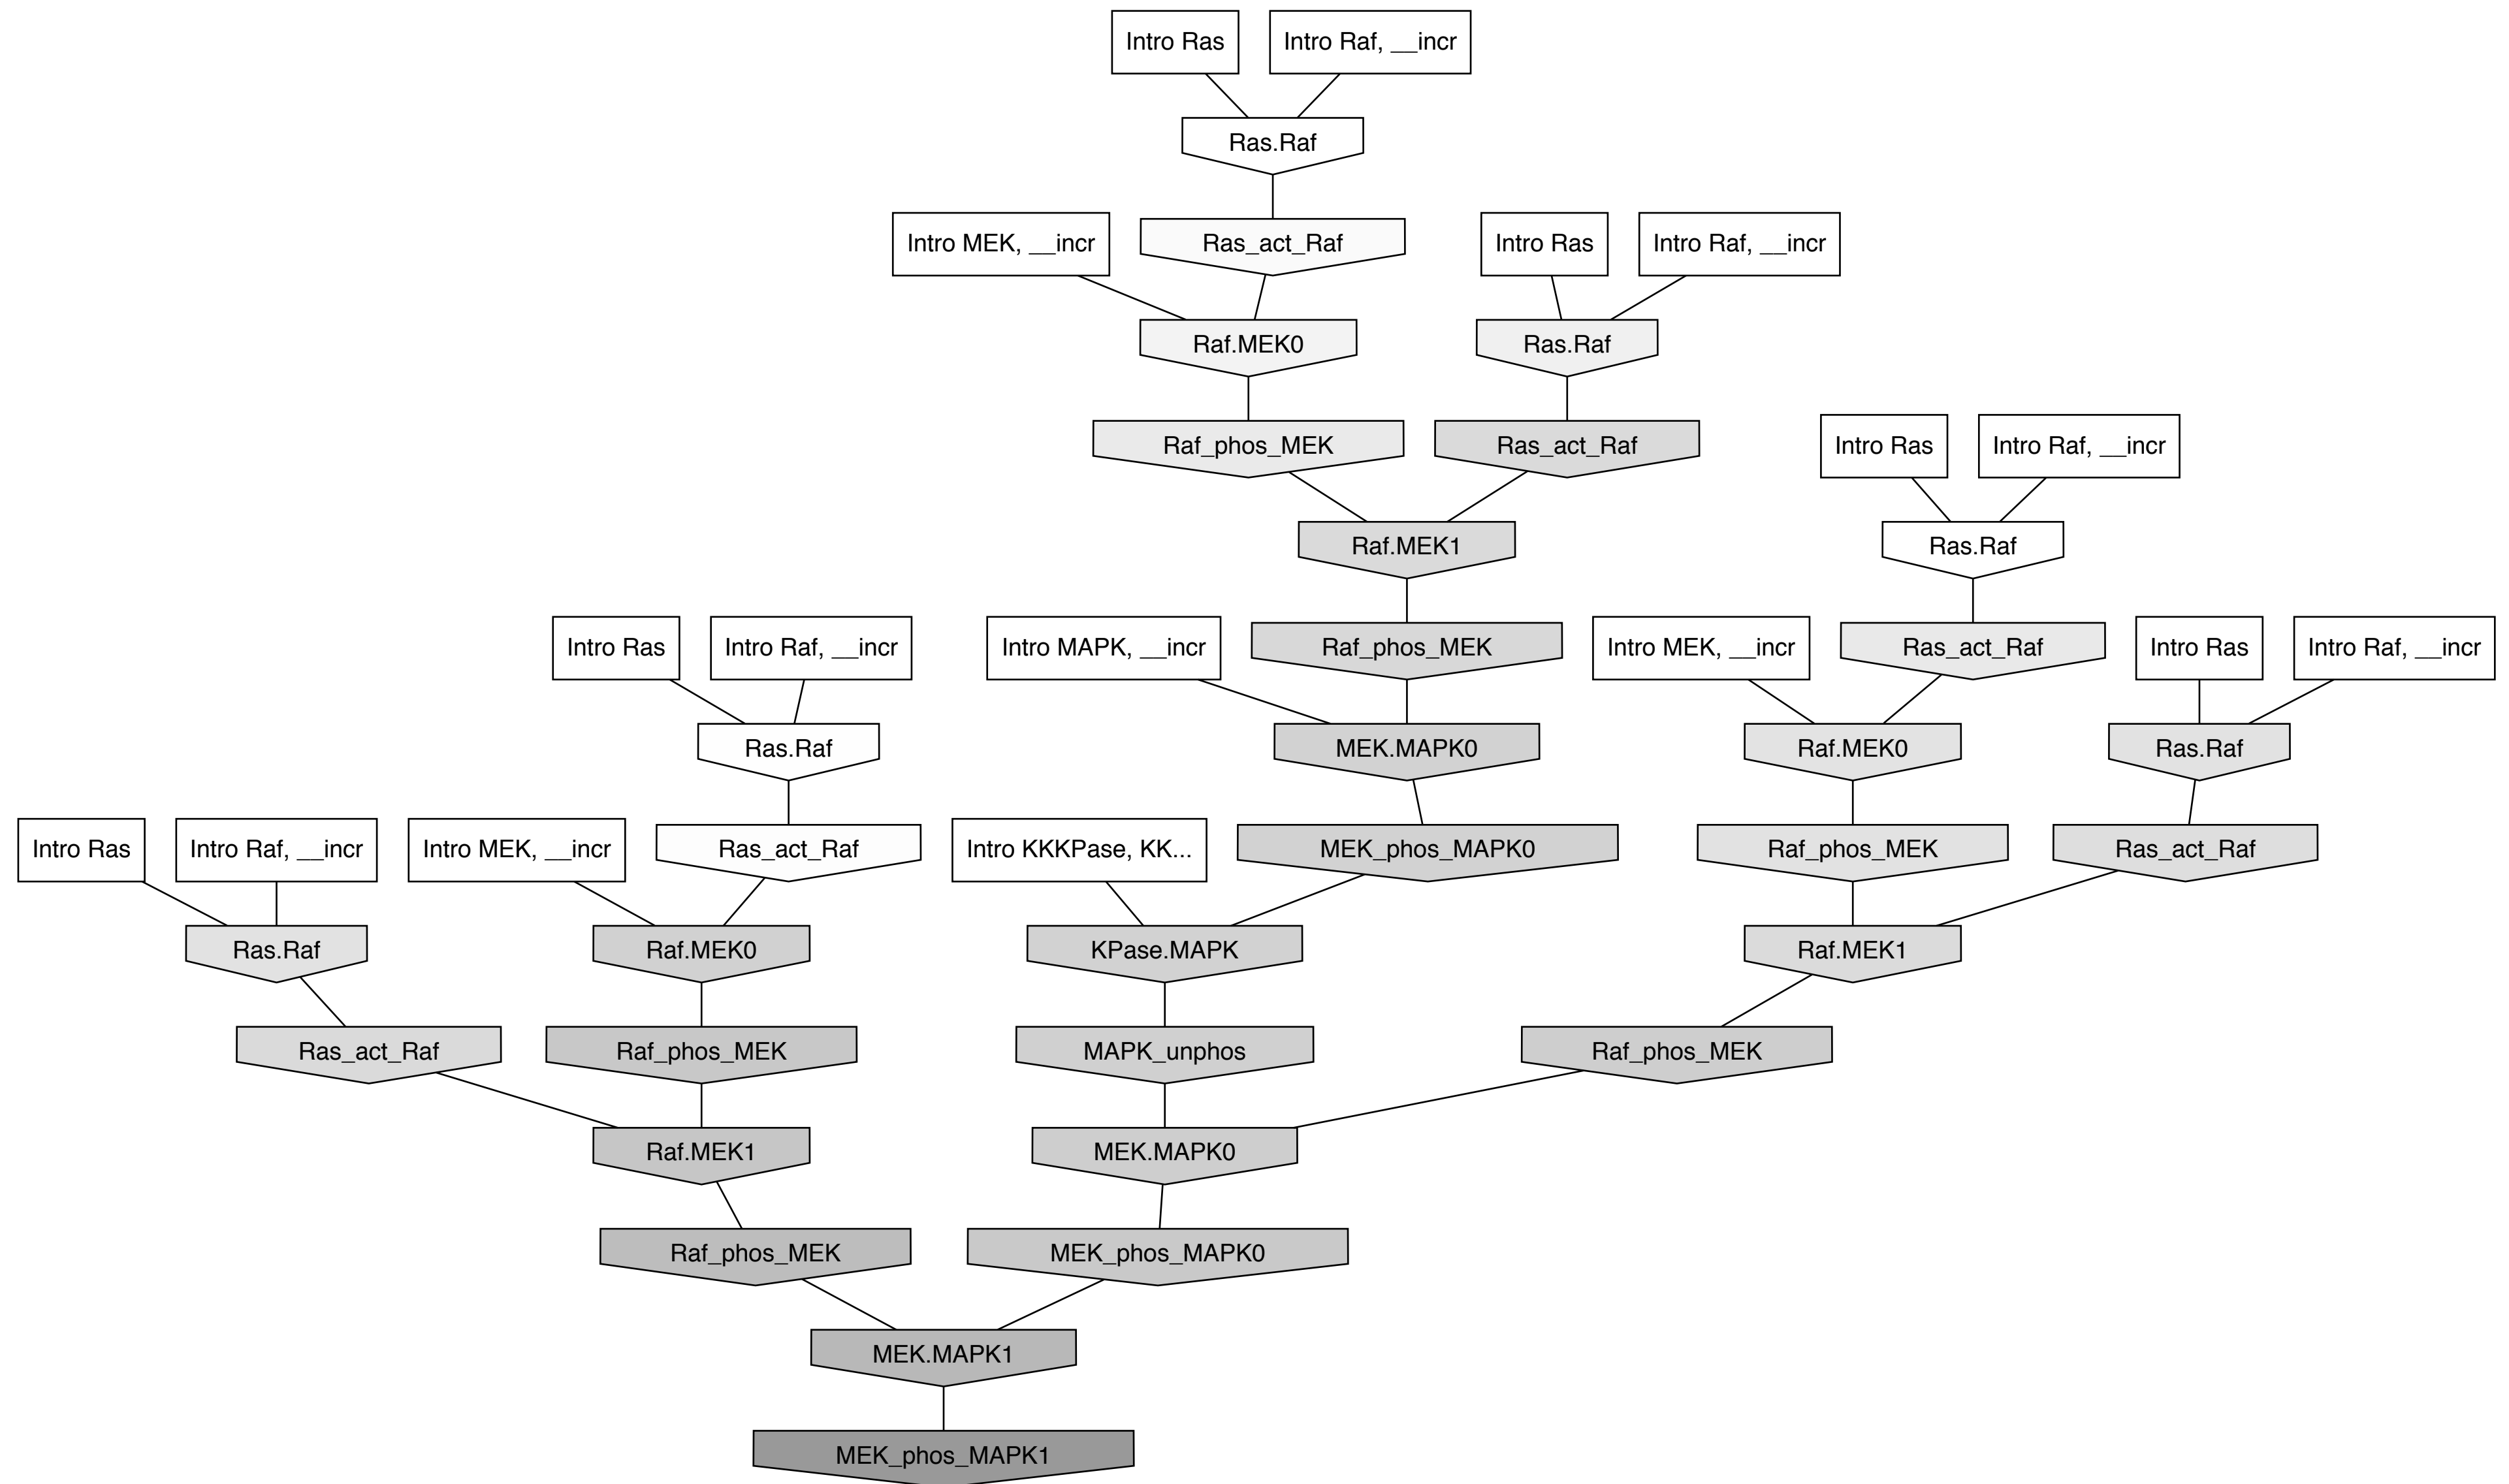 Intro Ras
Intro Raf, __incr
Ras.Raf
Intro MEK, __incr
Ras_act_Raf
Intro Ras
Intro Raf, __incr
Raf.MEK0
Ras.Raf
Raf_phos_MEK
Ras_act_Raf
Intro Ras
Intro Raf, __incr
Raf.MEK1
Ras.Raf
Intro Ras
Intro Raf, __incr
Intro MAPK, __incr
Raf_phos_MEK
Intro MEK, __incr
Ras_act_Raf
Intro Ras
Intro Raf, __incr
Ras.Raf
MEK.MAPK0
Raf.MEK0
Ras.Raf
Intro Ras
Intro Raf, __incr
Intro MEK, __incr
Ras_act_Raf
Intro KKKPase, KK...
MEK_phos_MAPK0
Raf_phos_MEK
Ras_act_Raf
Ras.Raf
Raf.MEK0
KPase.MAPK
Raf.MEK1
Ras_act_Raf
Raf_phos_MEK
MAPK_unphos
Raf_phos_MEK
Raf.MEK1
MEK.MAPK0
Raf_phos_MEK
MEK_phos_MAPK0
MEK.MAPK1
MEK_phos_MAPK1